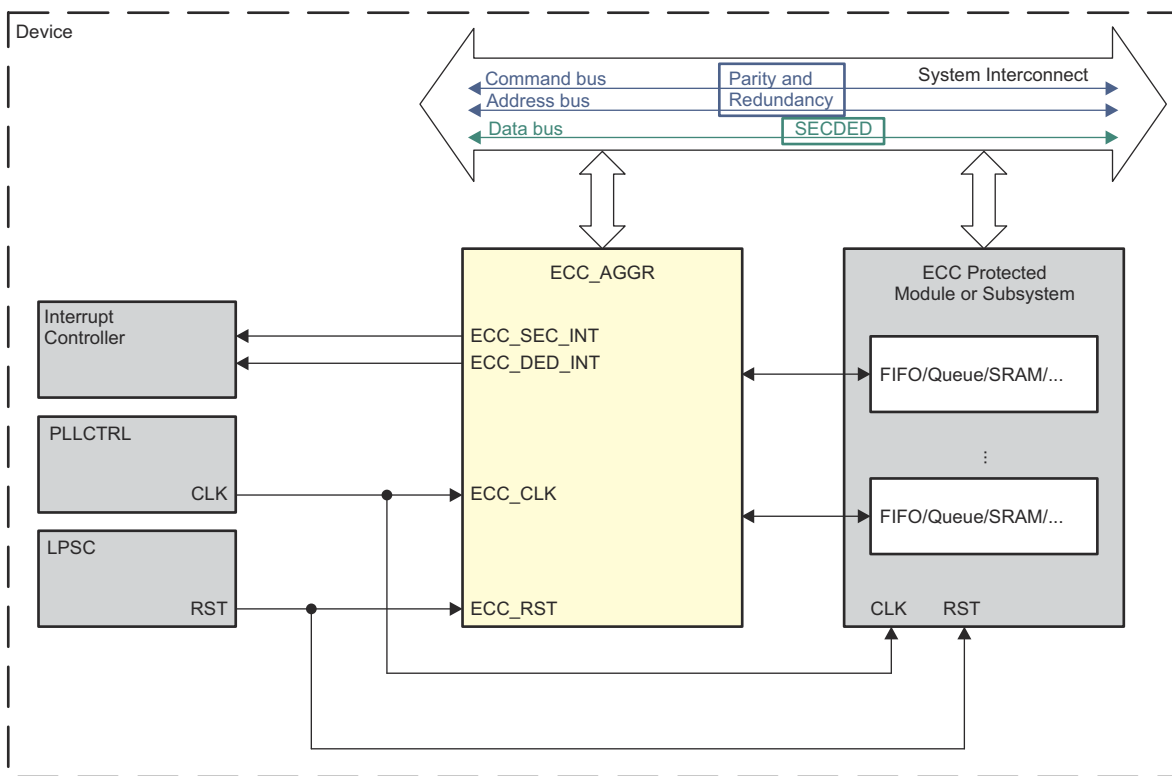 Device
Command bus
Parity and
System Interconnect
Address bus
Redundancy
Data bus
SECDED
ECC_AGGR
ECC Protected
Module or Subsystem
Interrupt
Controller
ECC_SEC_INT
ECC_DED_INT
FIFO/Queue/SRAM/...
PLLCTRL
...
CLK
ECC_CLK
FIFO/Queue/SRAM/...
LPSC
RST
ECC_RST
CLK
RST